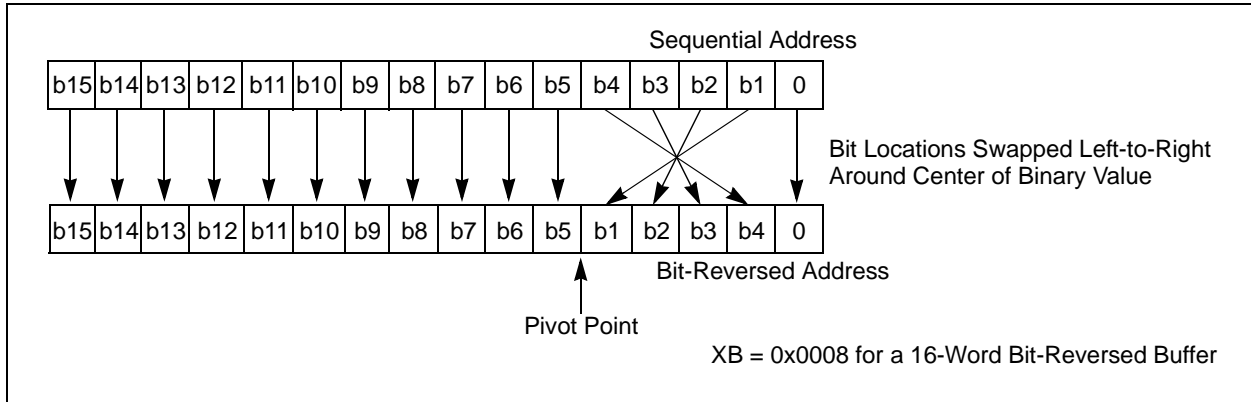 Sequential Address
b15 b14 b13 b12 b11 b10 b9 b8 b7 b6 b5 b4 b3 b2 b1 0
Bit Locations Swapped Left-to-Right
Around Center of Binary Value
b15 b14 b13 b12 b11 b10 b9 b8 b7 b6 b5 b1 b2 b3 b4 0
Bit-Reversed Address
Pivot Point
XB = 0x0008 for a 16-Word Bit-Reversed Buffer